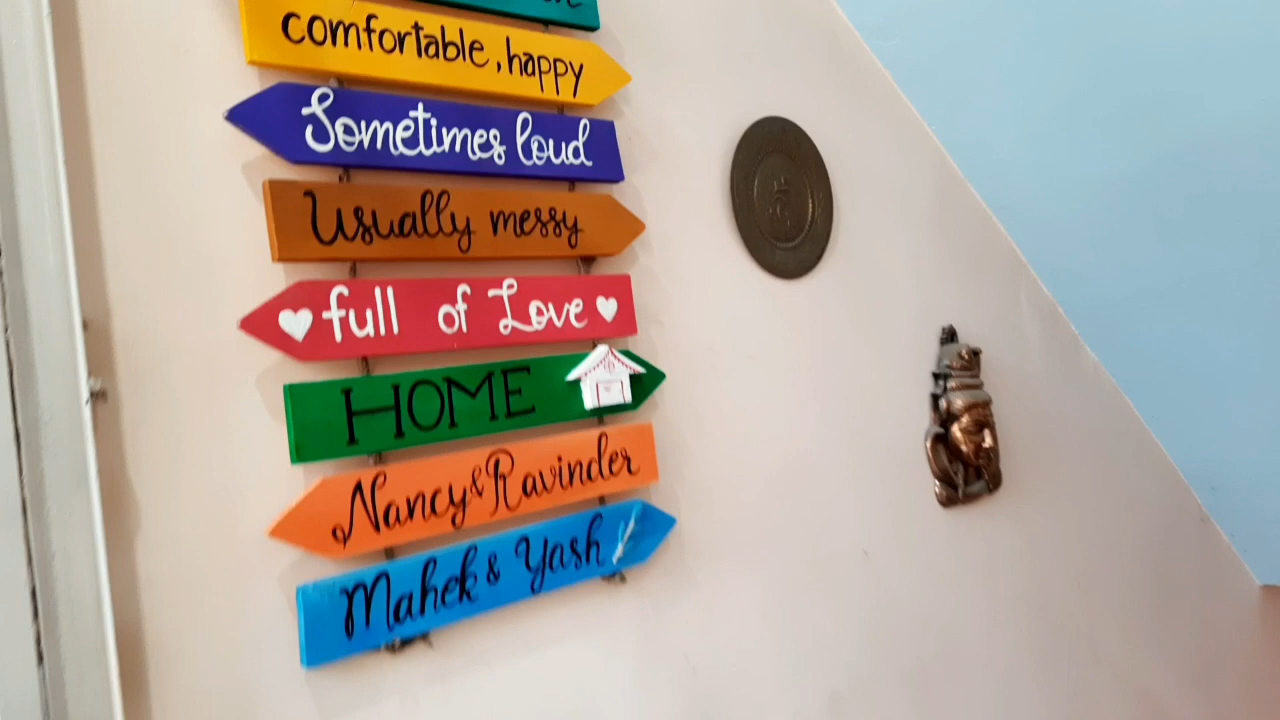 comfortable, happy
Sometimes loud
Usually messy
full of Love
HOME
Nancy & Ravinder
Mahek & Yash